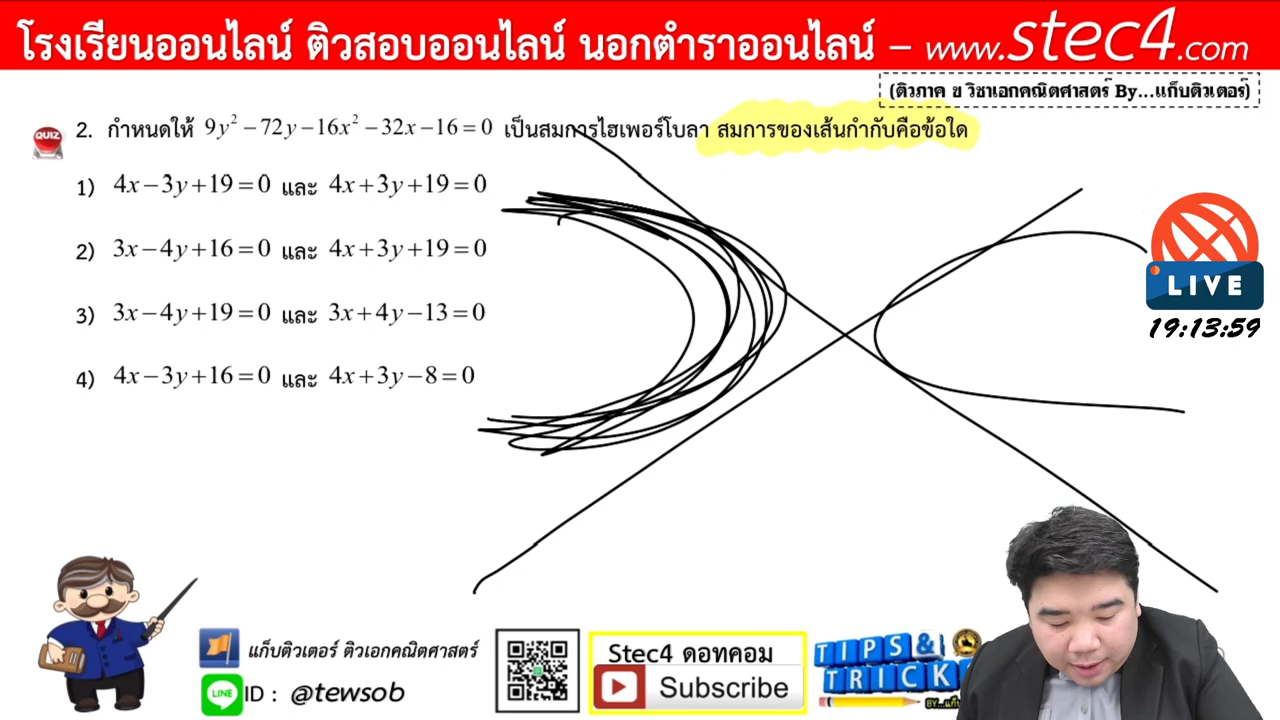 โรงเรียนออนไลน์ ติวสอบออนไลน์ นอกตำราออนไลน์ – www.stec4.com
(ติวภาค ข วิชาเอกคณิตศาสตร์ By...แก็บติวเตอร์)
QUIZ 2. กำหนดให้ 9y² − 72y − 16x² − 32x − 16 = 0 เป็นสมการไฮเพอร์โบลา สมการของเส้นกำกับคือข้อใด
1) 4x − 3y + 19 = 0 และ 4x + 3y + 19 = 0
2) 3x − 4y + 16 = 0 และ 4x + 3y + 19 = 0
3) 3x − 4y + 19 = 0 และ 3x + 4y − 13 = 0
4) 4x − 3y + 16 = 0 และ 4x + 3y − 8 = 0
LIVE
19:13:59
แก็บติวเตอร์ ติวเอกคณิตศาสตร์
LINE ID : @tewsob
Stec4 ดอทคอม
Subscribe
TIPS &
TRICK